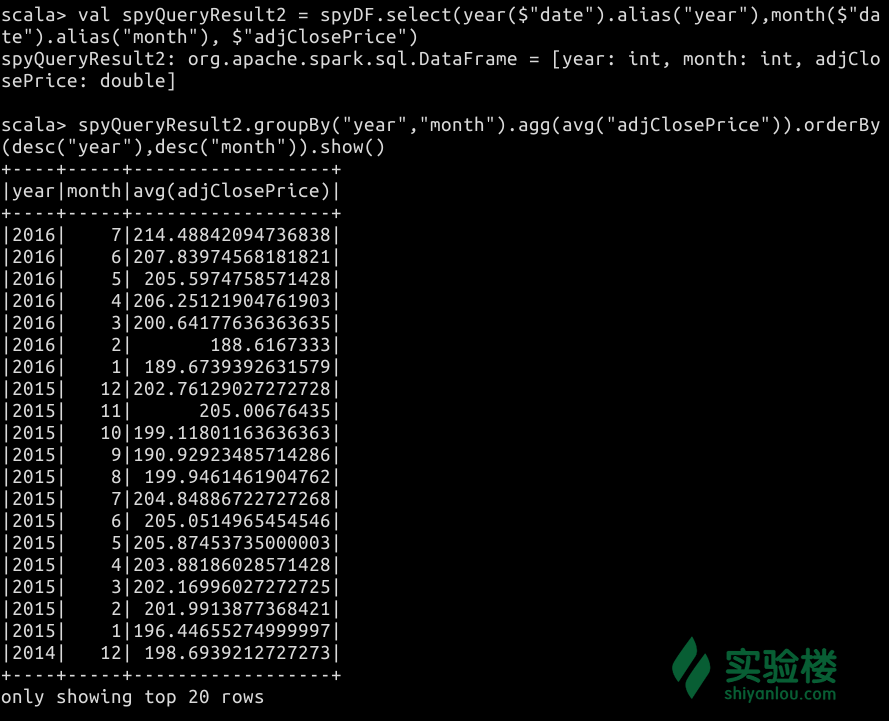 scala> val spyQueryResult2 = spyDF.select(year($"date").alias("year"),month($"da
te").alias("month"), $"adjClosePrice")
spyQueryResult2: org.apache.spark.sql.DataFrame = [year: int, month: int, adjClo
sePrice: double]
scala> spyQueryResult2.groupBy("year","month").agg(avg("adjClosePrice")).orderBy
(desc("year"),desc("month")).show()
+----+-----+------------------+
|year|month|avg(adjClosePrice)|
+----+-----+------------------+
|2016|    7|214.48842094736838|
|2016|    6|207.83974568181821|
|2016|    5| 205.5974758571428|
|2016|    4|206.25121904761903|
|2016|    3|200.64177636363635|
|2016|    2|       188.6167333|
|2016|    1| 189.6739392631579|
|2015|   12|202.76129027272728|
|2015|   11|      205.00676435|
|2015|   10|199.11801163636363|
|2015|    9|190.92923485714286|
|2015|    8| 199.9461461904762|
|2015|    7|204.84886722727268|
|2015|    6| 205.0514965454546|
|2015|    5|205.87453735000003|
|2015|    4|203.88186028571428|
|2015|    3|202.16996027272725|
|2015|    2| 201.9913877368421|
|2015|    1|196.44655274999997|
|2014|   12| 198.6939212727273|
+----+-----+------------------+
only showing top 20 rows
实验楼
shiyanlou.com